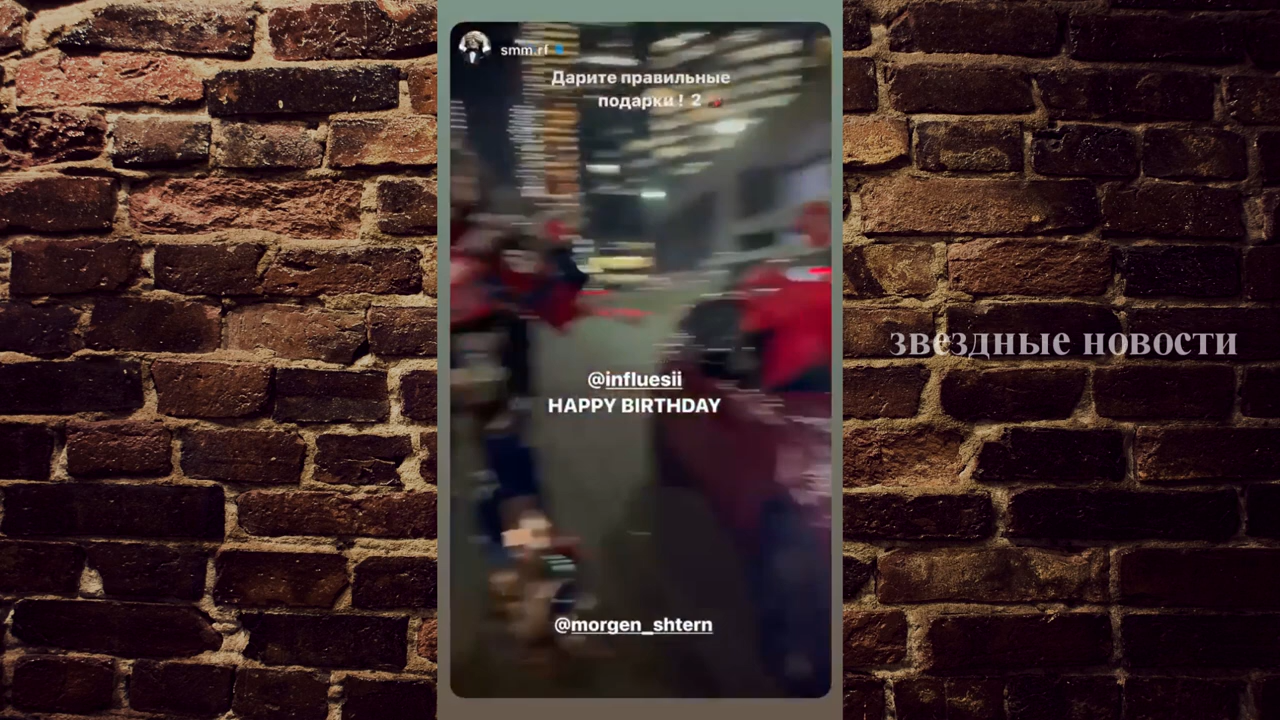 smm.rf
Дарите правильные
подарки ! 2
@influesii
HAPPY BIRTHDAY
@morgen_shtern
звездные новости